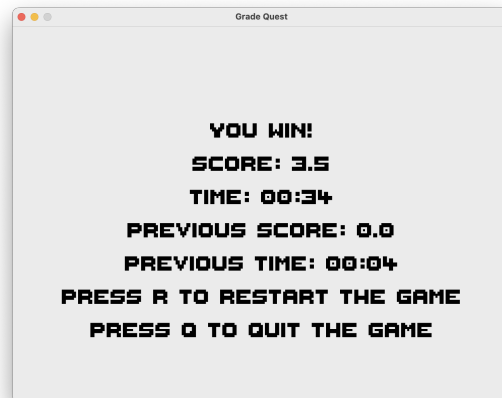 Grade Quest
YOU WIN!
SCORE: 3.5
TIME: 00:34
PREVIOUS SCORE: 0.0
PREVIOUS TIME: 00:04
PRESS R TO RESTART THE GAME
PRESS Q TO QUIT THE GAME